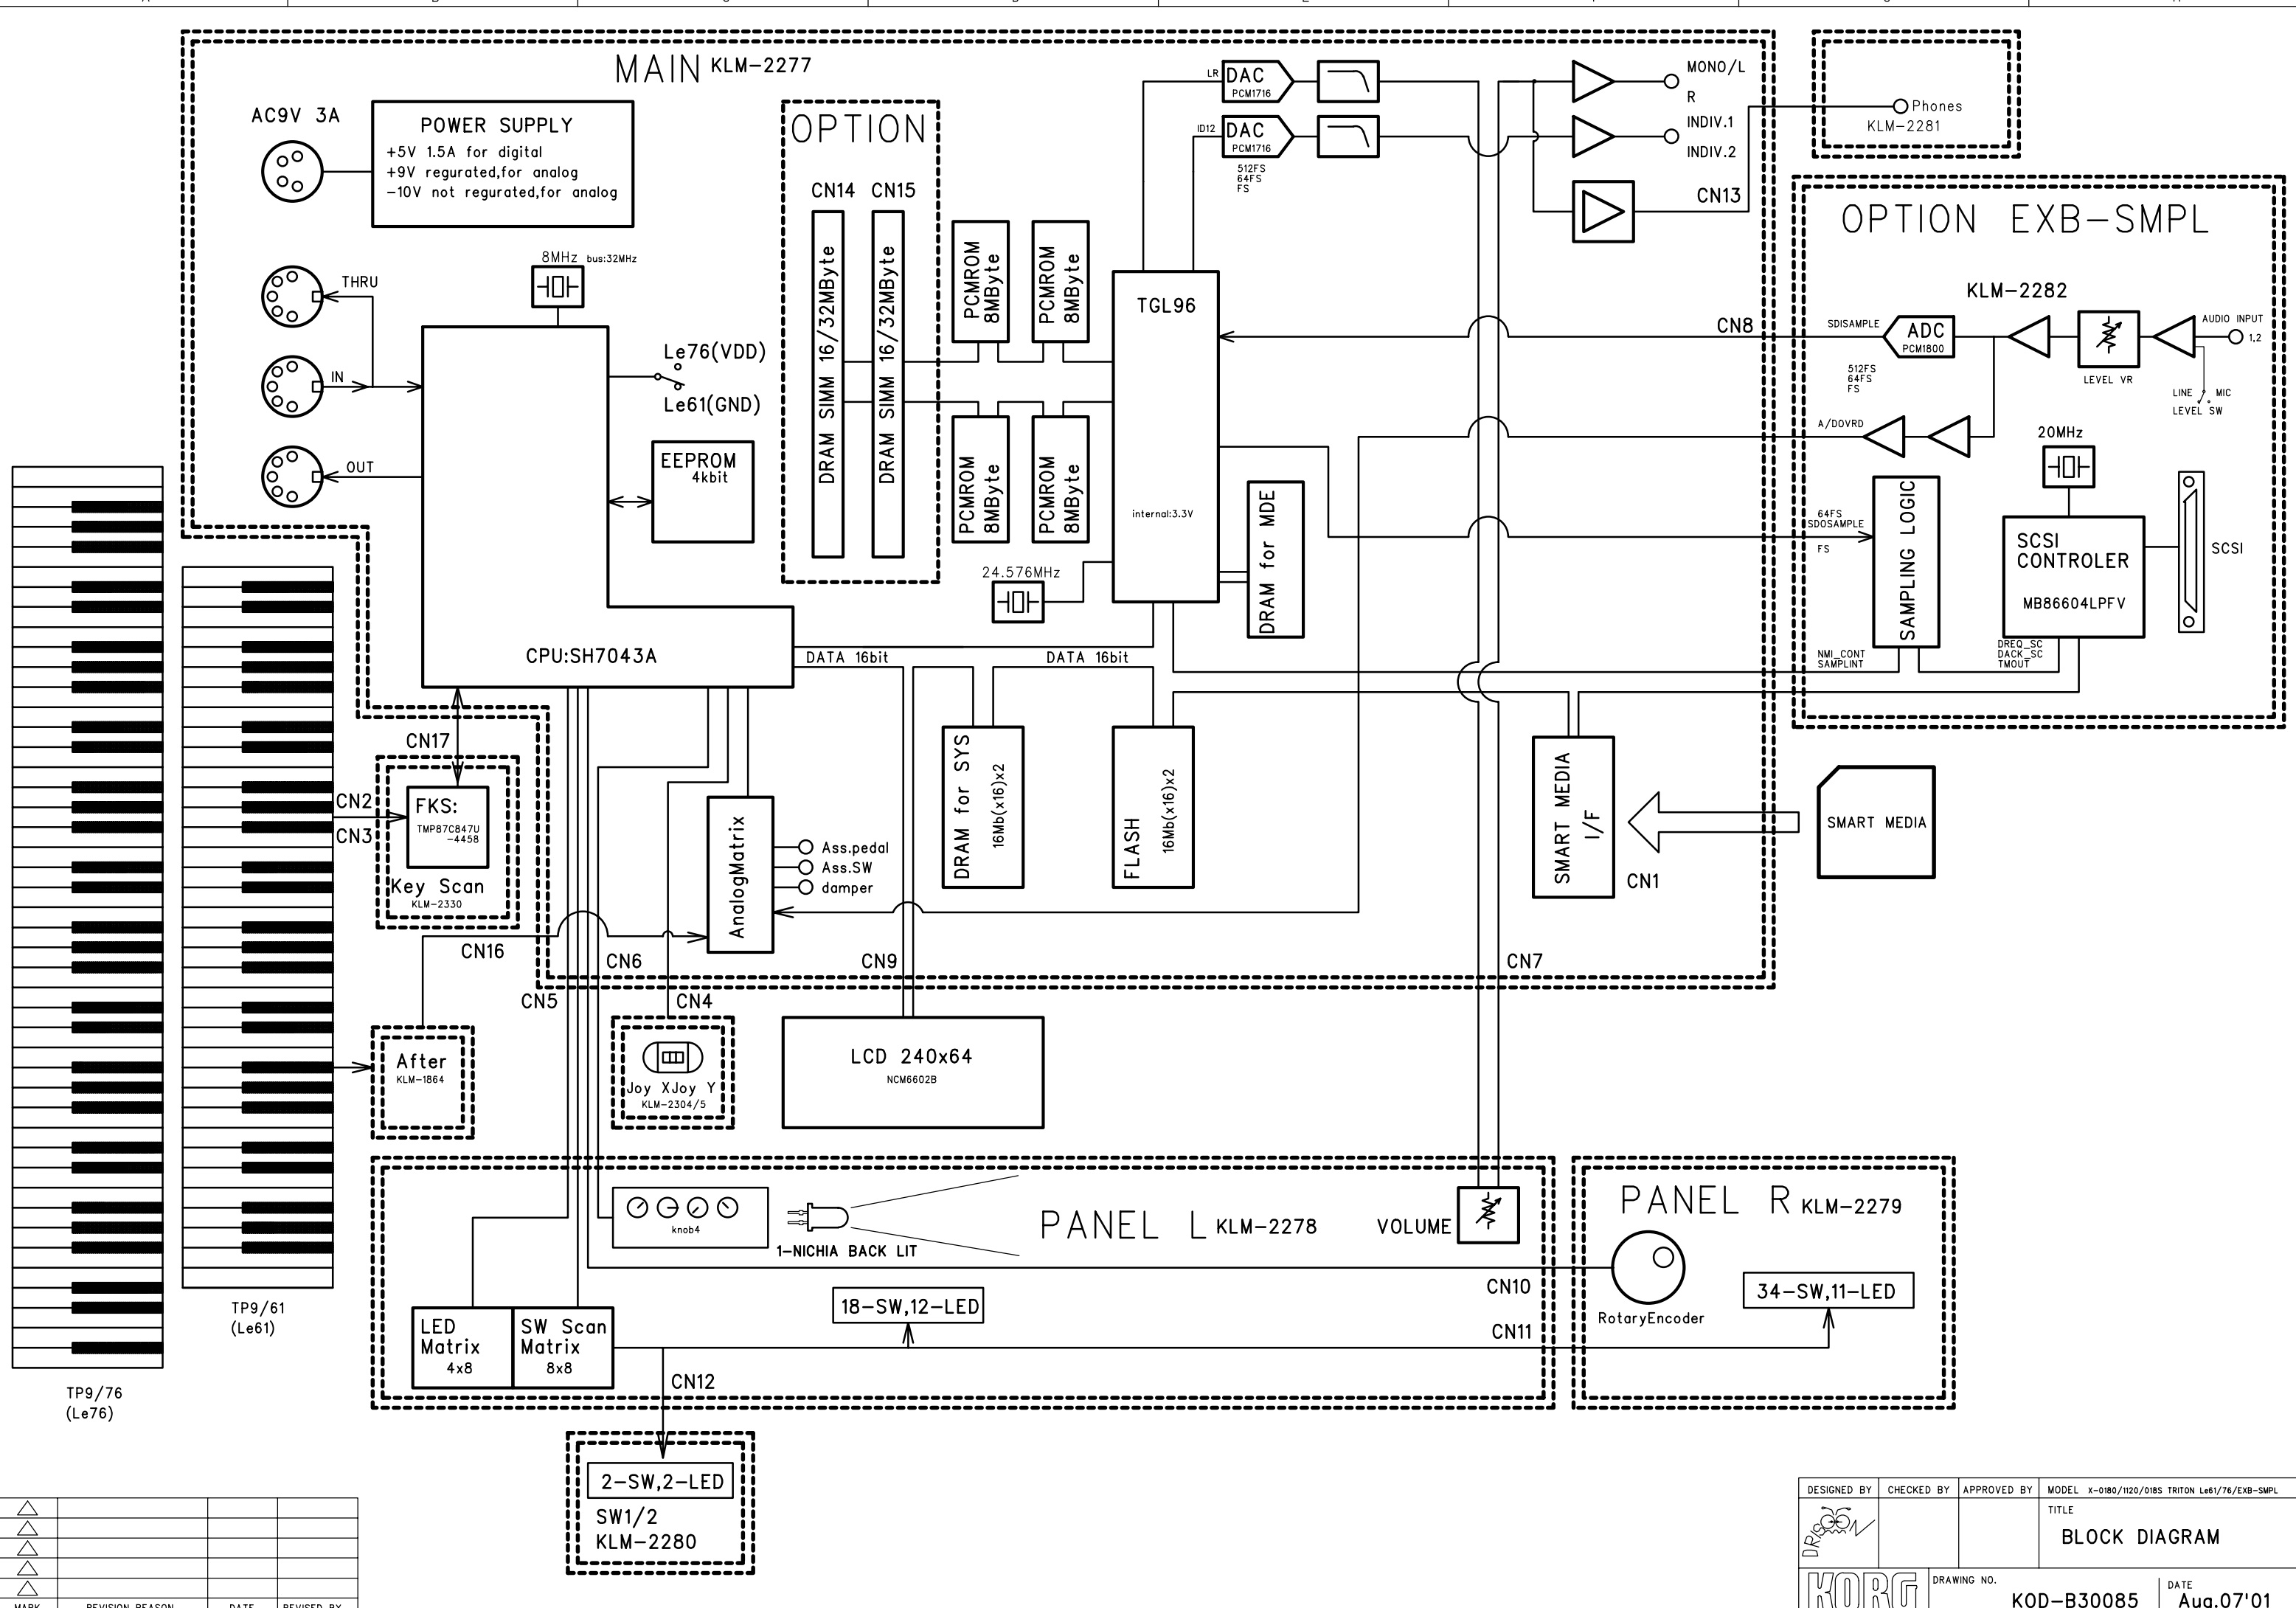 MAIN KLM-2277
AC9V 3A
POWER SUPPLY
+5V 1.5A for digital
+9V regurated,for analog
-10V not regurated,for analog
OPTION
CN14 CN15
DRAM SIMM 16/32MByte
DRAM SIMM 16/32MByte
PCMROM
8MByte
PCMROM
8MByte
PCMROM
8MByte
PCMROM
8MByte
LR
DAC
PCM1716
ID12
DAC
PCM1716
512FS
64FS
FS
MONO/L
R
INDIV.1
INDIV.2
CN13
Phones
KLM-2281
THRU
IN
OUT
8MHz bus:32MHz
Le76(VDD)
Le61(GND)
EEPROM
4kbit
CPU:SH7043A
TGL96
internal:3.3V
24.576MHz
DRAM for MDE
CN8
OPTION EXB-SMPL
KLM-2282
SDISAMPLE
ADC
PCM1800
512FS
64FS
FS
LEVEL VR
AUDIO INPUT
1,2
LINE MIC
LEVEL SW
A/DOVRD
20MHz
64FS
SDOSAMPLE
FS
SAMPLING LOGIC
SCSI
CONTROLER
MB86604LPFV
SCSI
NMI_CONT
SAMPLINT
DREQ_SC
DACK_SC
TMOUT
DATA 16bit
DATA 16bit
CN17
CN2
CN3
FKS:
TMP87C847U
-4458
Key Scan
KLM-2330
CN16
AnalogMatrix
Ass.pedal
Ass.SW
damper
DRAM for SYS
16Mb(x16)x2
FLASH
16Mb(x16)x2
SMART MEDIA
I/F
CN1
SMART MEDIA
CN6
CN9
CN7
CN5
CN4
After
KLM-1864
Joy X Joy Y
KLM-2304/5
LCD 240x64
NCM6602B
knob4
1-NICHIA BACK LIT
PANEL L KLM-2278
VOLUME
PANEL R KLM-2279
RotaryEncoder
34-SW,11-LED
CN10
CN11
18-SW,12-LED
LED
Matrix
4x8
SW Scan
Matrix
8x8
CN12
2-SW,2-LED
SW1/2
KLM-2280
TP9/61
(Le61)
TP9/76
(Le76)
MARK REVISION REASON DATE REVISED BY
DESIGNED BY CHECKED BY APPROVED BY
MODEL X-0180/1120/018S TRITON Le61/76/EXB-SMPL
TITLE
BLOCK DIAGRAM
KORG
DRAWING NO.
KOD-B30085
DATE
Aug.07'01